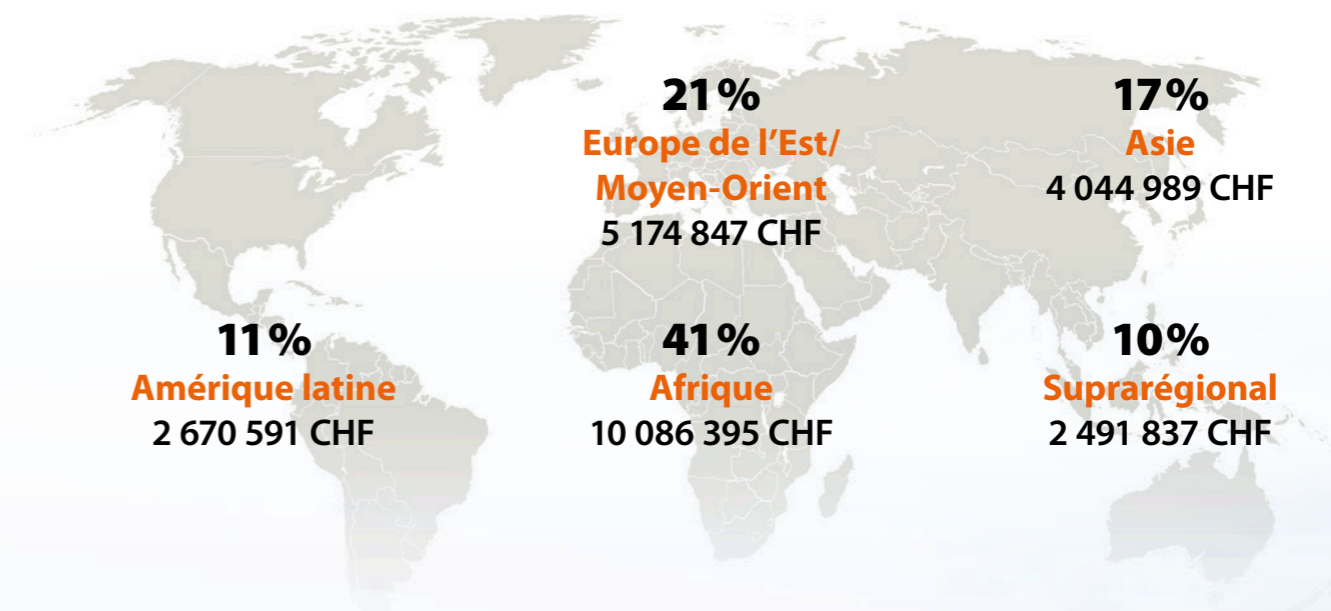 21%
Europe de l’Est/
Moyen-Orient
5 174 847 CHF
17%
Asie
4 044 989 CHF
11%
Amérique latine
2 670 591 CHF
41%
Afrique
10 086 395 CHF
10%
Suprarégional
2 491 837 CHF